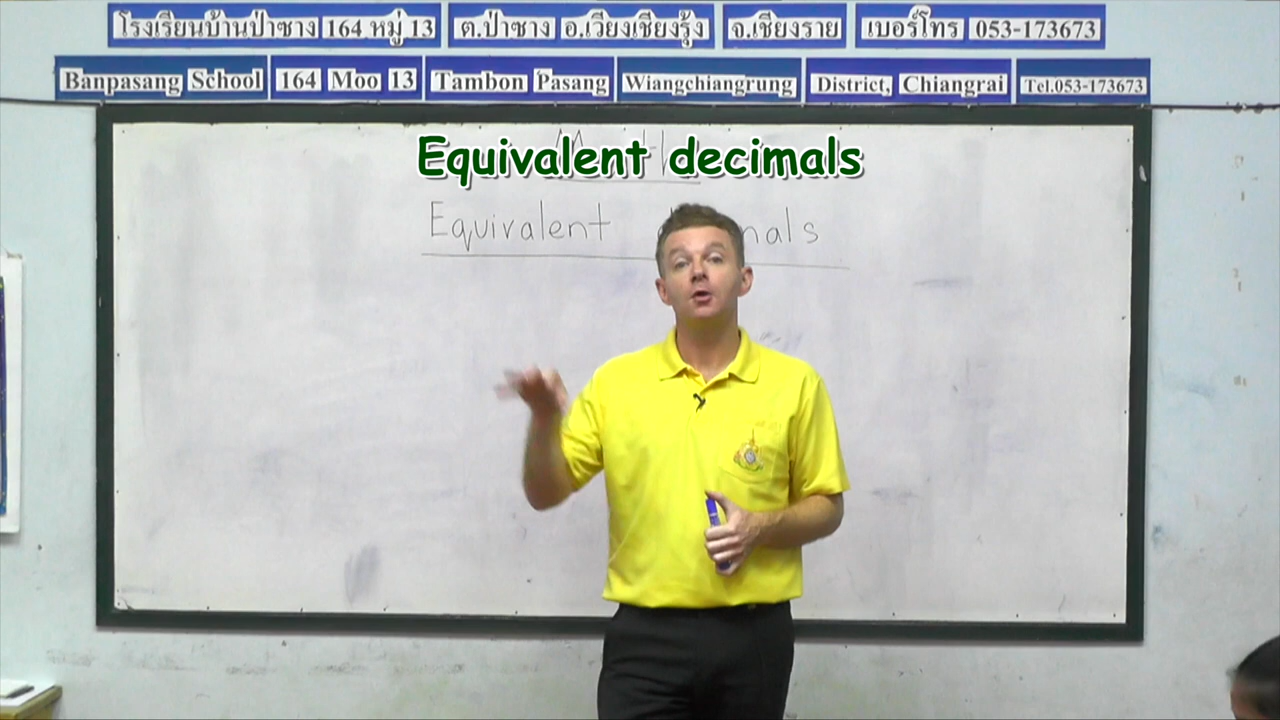 โรงเรียนบ้านป่าซาง 164 หมู่ 13 ต.ป่าซาง อ.เวียงเชียงรุ้ง จ.เชียงราย เบอร์โทร 053-173673
Banpasang School 164 Moo 13 Tambon Pasang Wiangchiangrung District, Chiangrai Tel.053-173673
Equivalent decimals
Equivalent